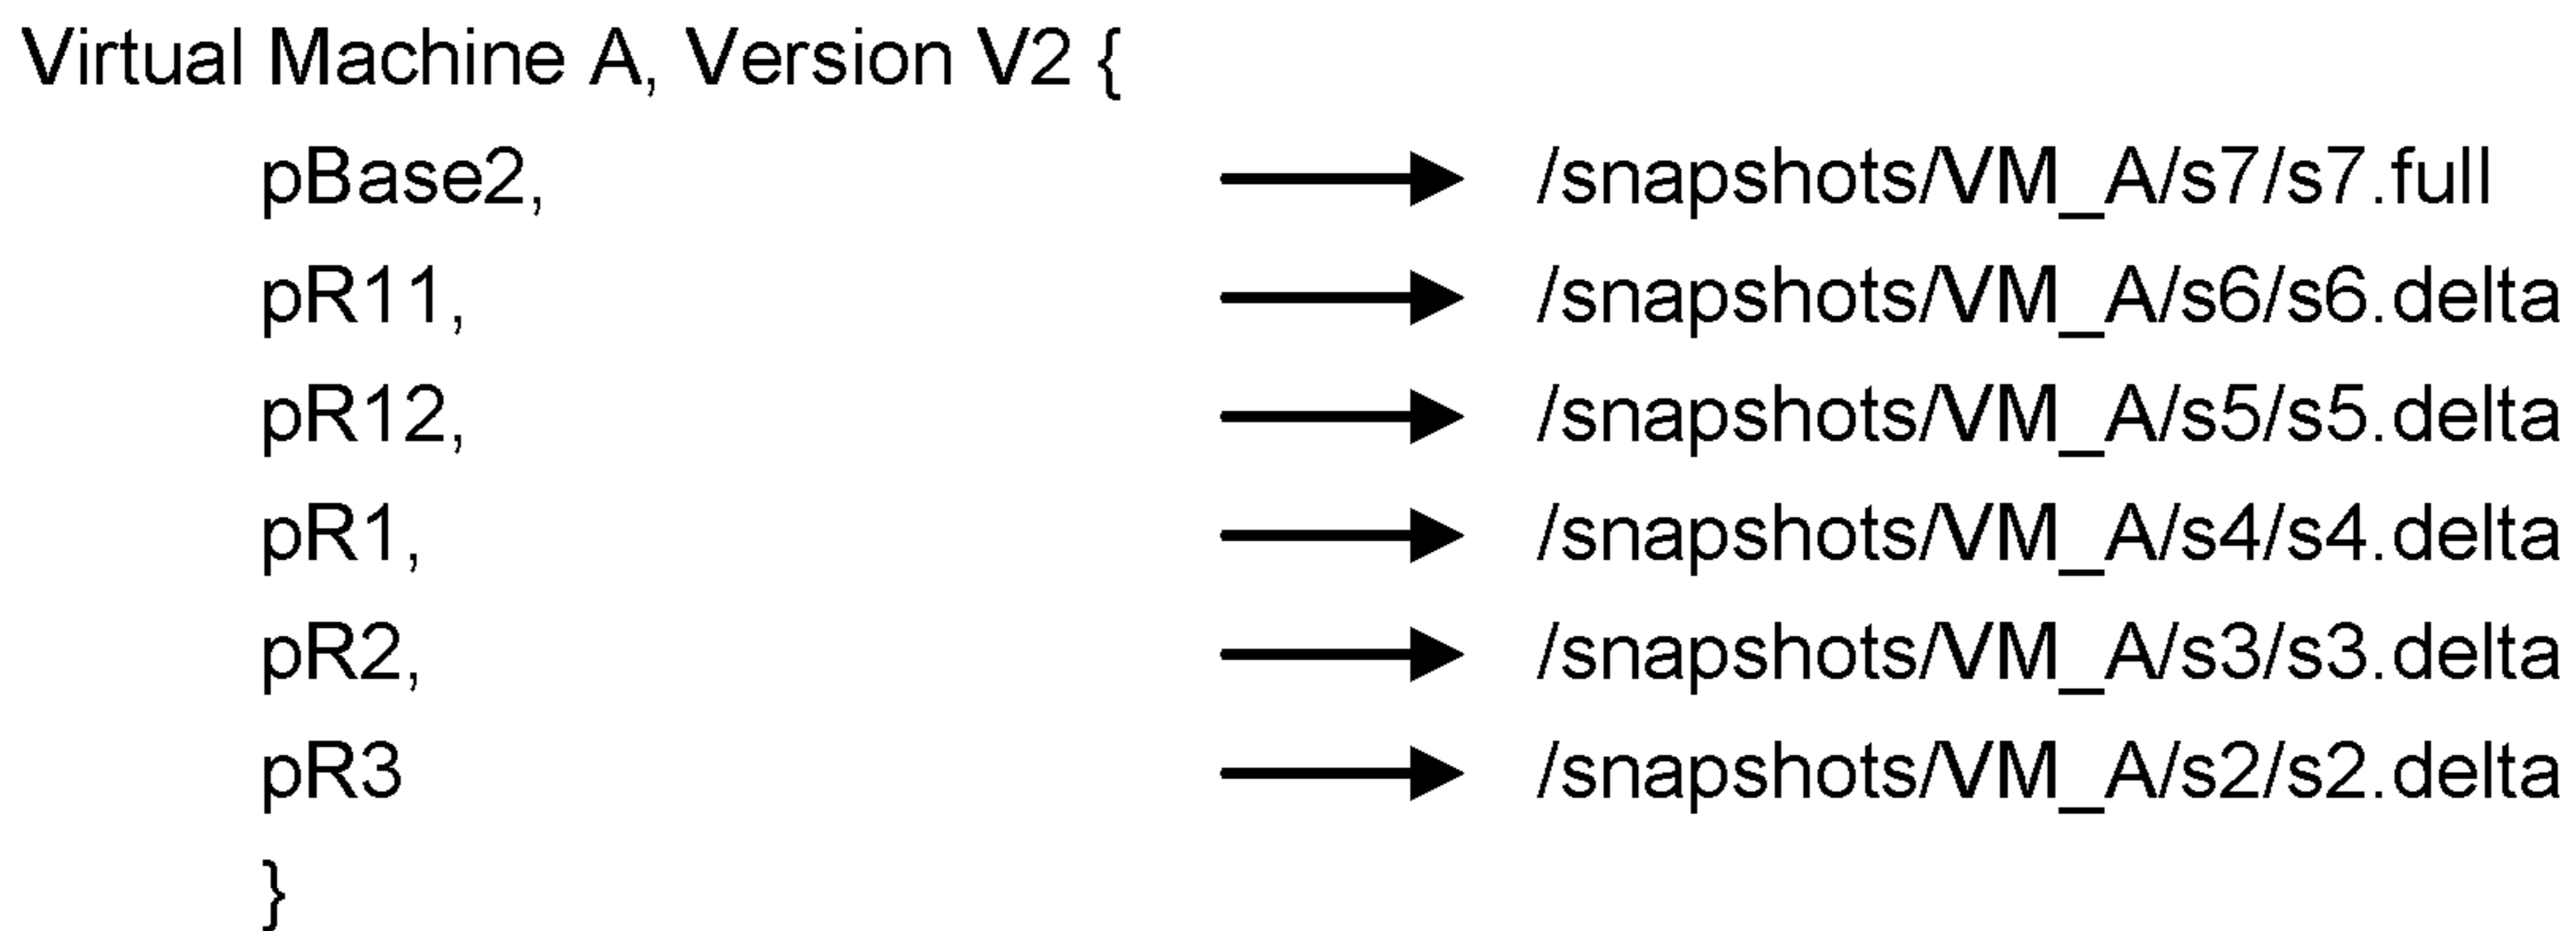 Virtual Machine A, Version V2 {
pBase2, /snapshots/VM_A/s7/s7.full
pR11, /snapshots/VM_A/s6/s6.delta
pR12, /snapshots/VM_A/s5/s5.delta
pR1, /snapshots/VM_A/s4/s4.delta
pR2, /snapshots/VM_A/s3/s3.delta
pR3 /snapshots/VM_A/s2/s2.delta
}